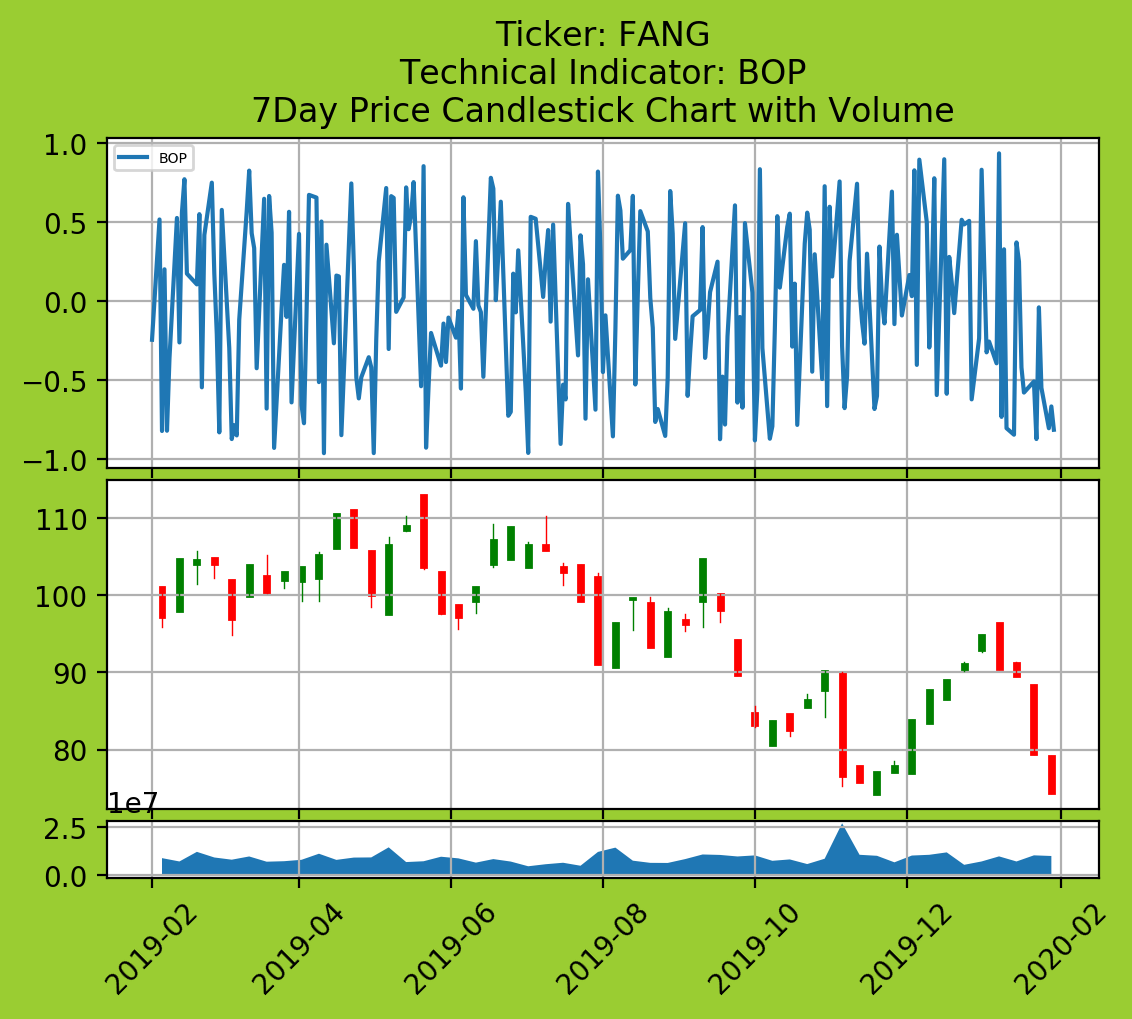 Ticker: FANG
Technical Indicator: BOP
7Day Price Candlestick Chart with Volume
1.0
BOP
0.5
0.0
−0.5
−1.0
110
100
90
80
1e7
2.5
0.0
2019-02 2019-04 2019-06 2019-08 2019-10 2019-12 2020-02